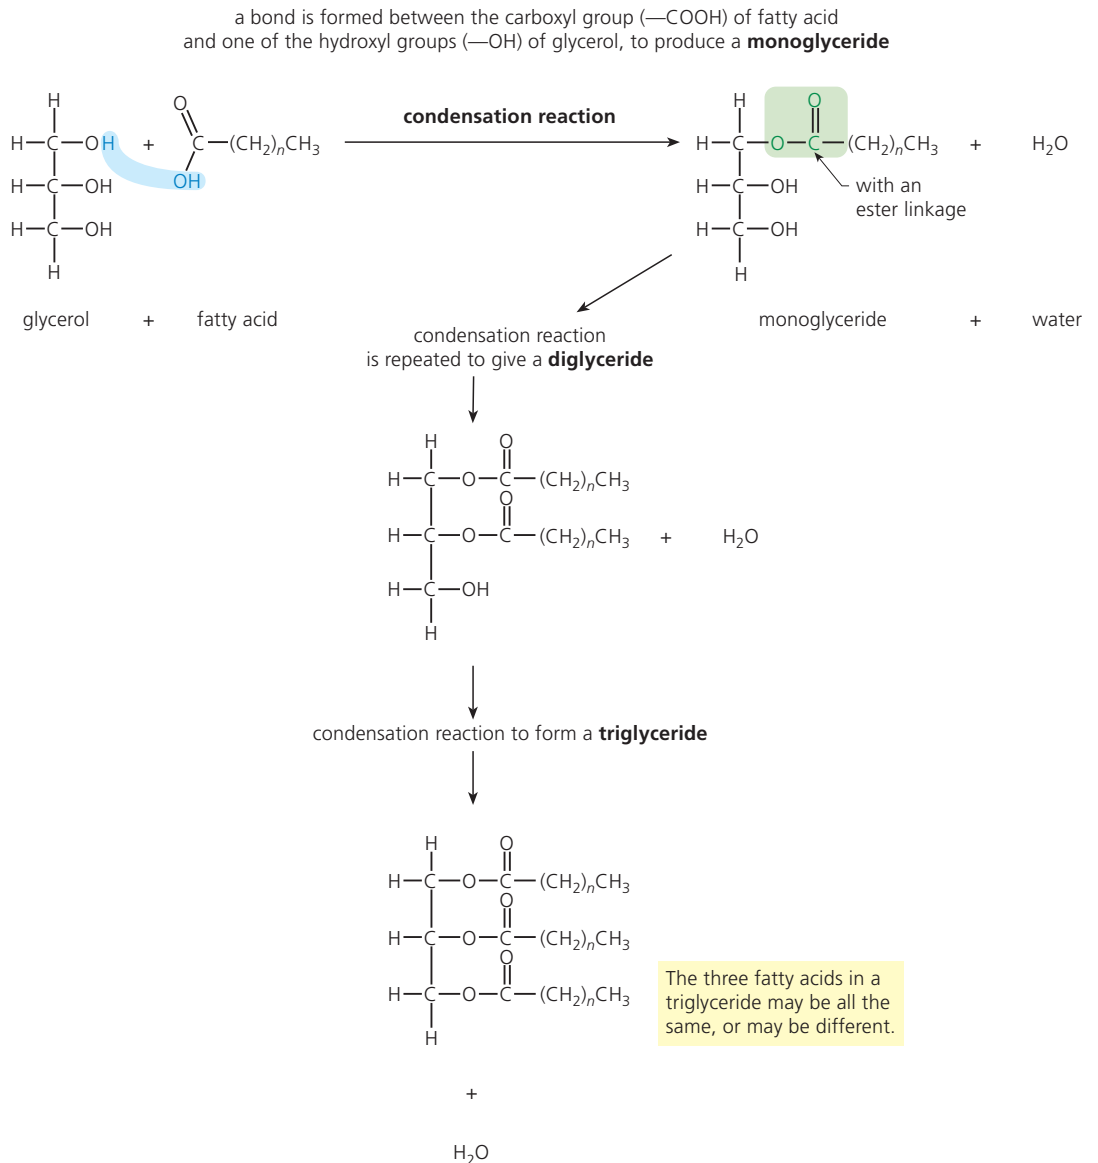 a bond is formed between the carboxyl group (—COOH) of fatty acid
and one of the hydroxyl groups (—OH) of glycerol, to produce a monoglyceride
H
H—C—OH
H—C—OH
H—C—OH
H
+
O
C—(CH₂)ₙCH₃
OH
condensation reaction
H O
H—C—O—C—(CH₂)ₙCH₃ + H₂O
H—C—OH
H—C—OH
H
with an
ester linkage
glycerol + fatty acid
monoglyceride + water
condensation reaction
is repeated to give a diglyceride
H O
H—C—O—C—(CH₂)ₙCH₃
O
H—C—O—C—(CH₂)ₙCH₃ + H₂O
H—C—OH
H
condensation reaction to form a triglyceride
H O
H—C—O—C—(CH₂)ₙCH₃
O
H—C—O—C—(CH₂)ₙCH₃
O
H—C—O—C—(CH₂)ₙCH₃
H
The three fatty acids in a
triglyceride may be all the
same, or may be different.
+
H₂O